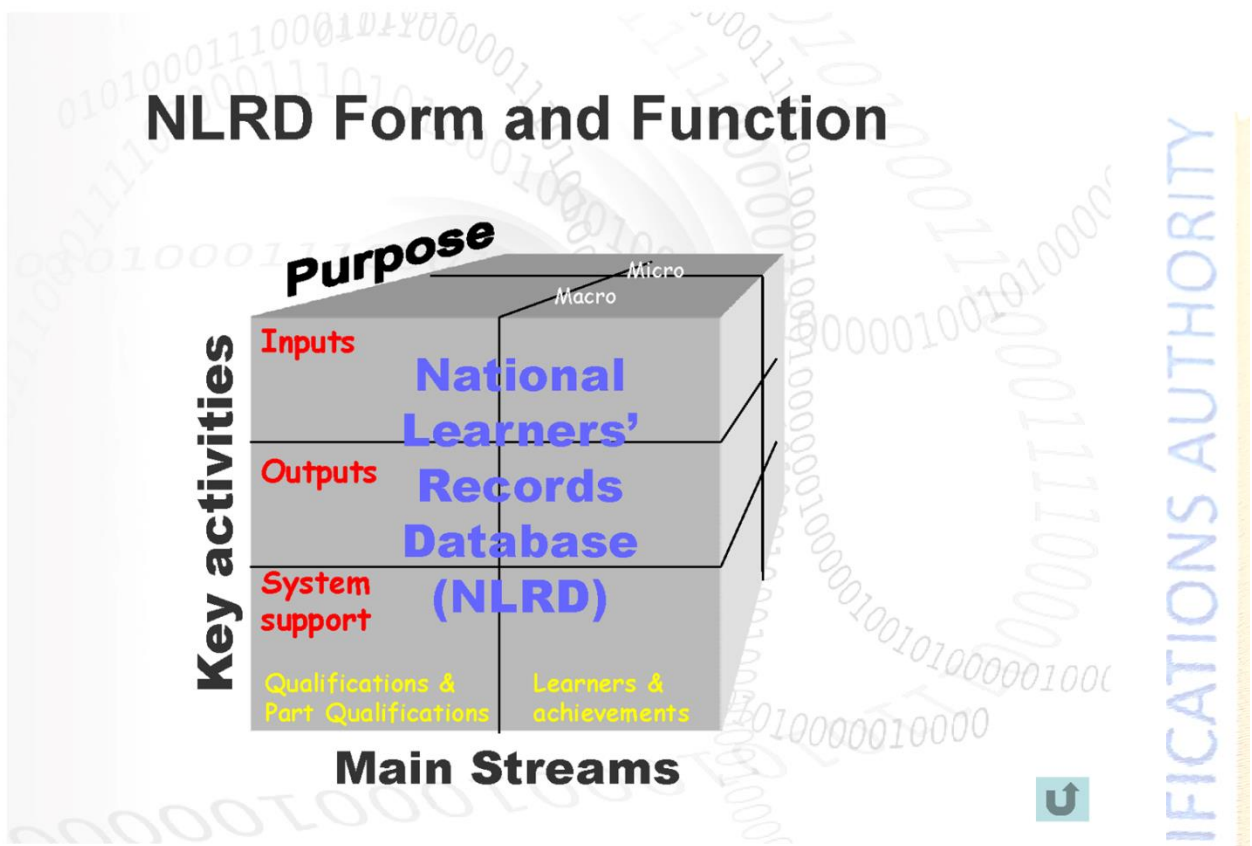 NLRD Form and Function
Purpose
Micro
Macro
Key activities
Inputs
Outputs
System
support
National
Learners’
Records
Database
(NLRD)
Qualifications &
Part Qualifications
Learners &
achievements
Main Streams
IFICATIONS AUTHORITY